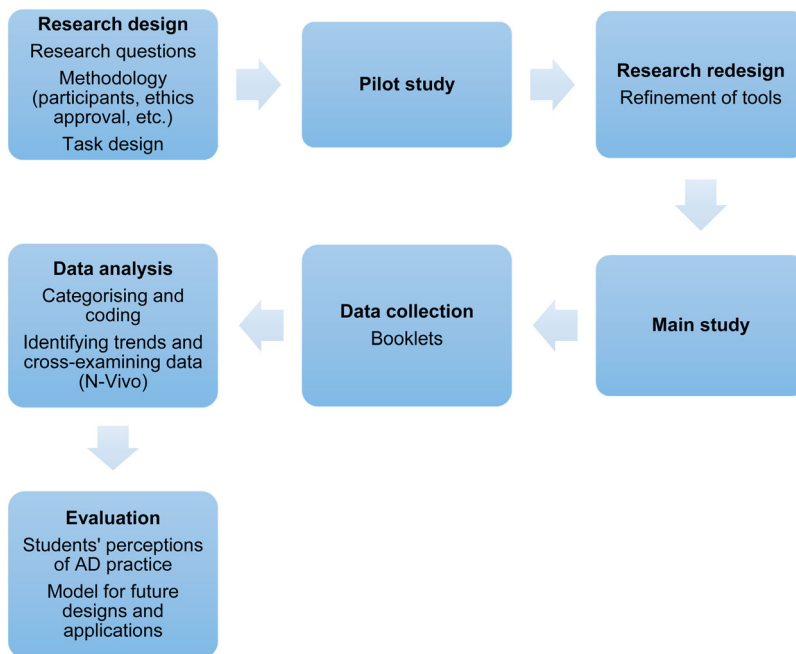 Research design
Research questions
Methodology
(participants, ethics
approval, etc.)
Task design
Pilot study
Research redesign
Refinement of tools
Main study
Data collection
Booklets
Data analysis
Categorising and
coding
Identifying trends and
cross-examining data
(N-Vivo)
Evaluation
Students' perceptions
of AD practice
Model for future
designs and
applications